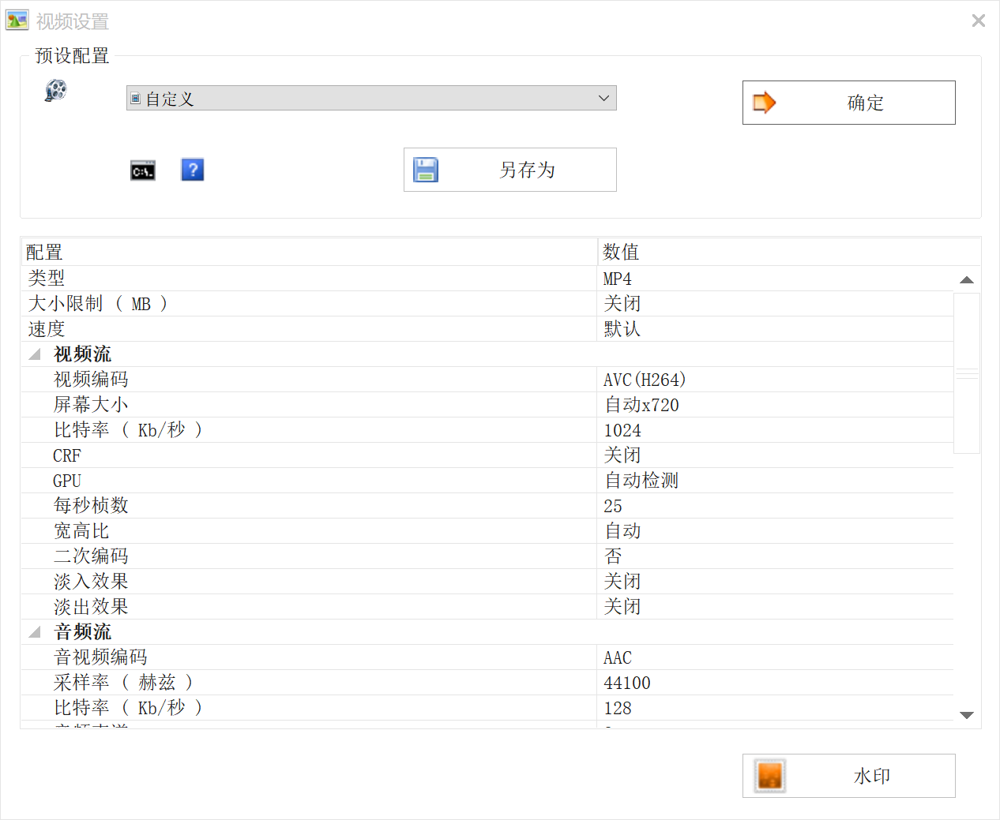 视频设置
预设配置
自定义
确定
C:\_
?
另存为
配置 数值
类型 MP4
大小限制 ( MB ) 关闭
速度 默认
视频流
视频编码 AVC(H264)
屏幕大小 自动x720
比特率 ( Kb/秒 ) 1024
CRF 关闭
GPU 自动检测
每秒桢数 25
宽高比 自动
二次编码 否
淡入效果 关闭
淡出效果 关闭
音频流
音视频编码 AAC
采样率 ( 赫兹 ) 44100
比特率 ( Kb/秒 ) 128
水印